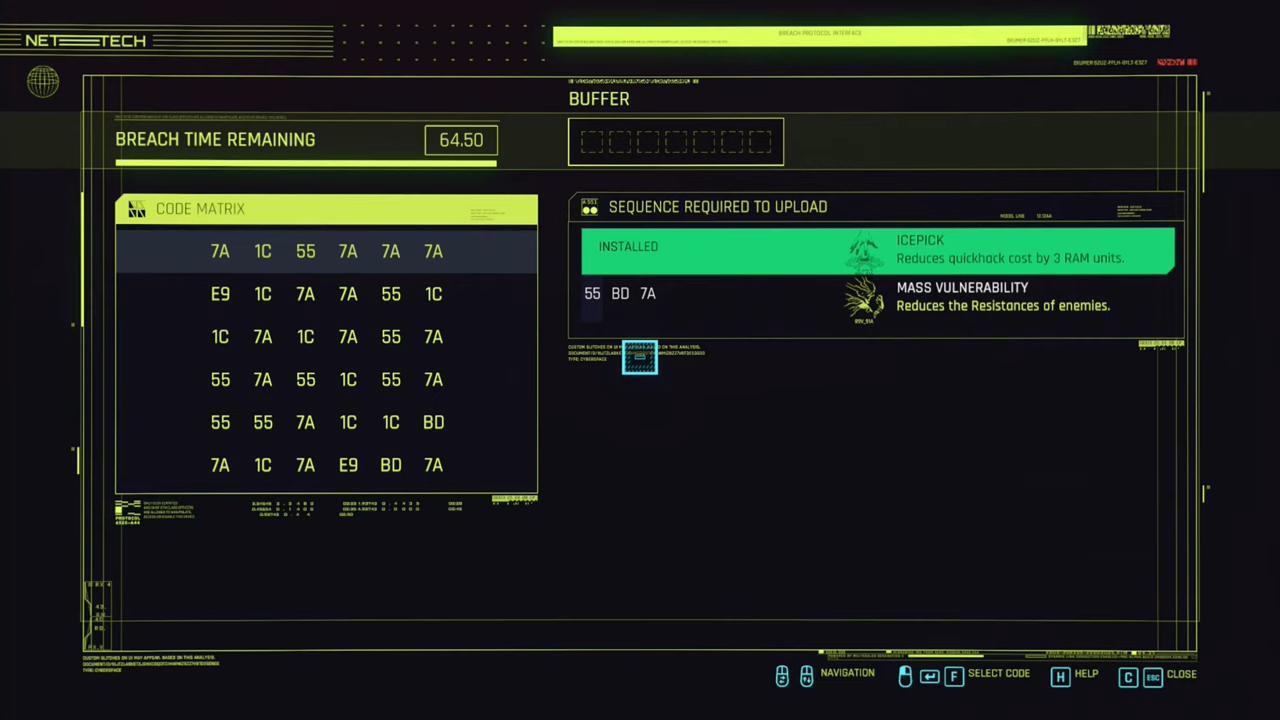 NET TECH
BREACH PROTOCOL INTERFACE
BUFFER
BREACH TIME REMAINING
64.50
CODE MATRIX
SEQUENCE REQUIRED TO UPLOAD
7A 1C 55 7A 7A 7A
E9 1C 7A 7A 55 1C
1C 7A 1C 7A 55 7A
55 7A 55 1C 55 7A
55 55 7A 1C 1C BD
7A 1C 7A E9 BD 7A
INSTALLED
ICEPICK
Reduces quickhack cost by 3 RAM units.
55 BD 7A
MASS VULNERABILITY
Reduces the Resistances of enemies.
NAVIGATION
F SELECT CODE
H HELP
C ESC CLOSE